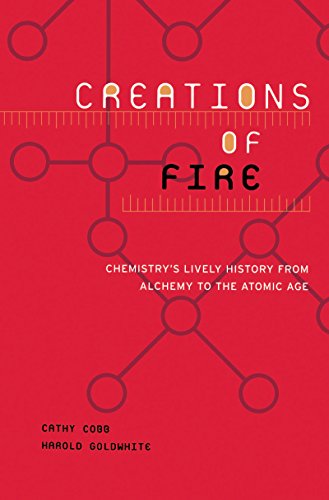 CREATIONS
OF
FIRE
CHEMISTRY'S LIVELY HISTORY FROM
ALCHEMY TO THE ATOMIC AGE
CATHY COBB
HAROLD GOLDWHITE